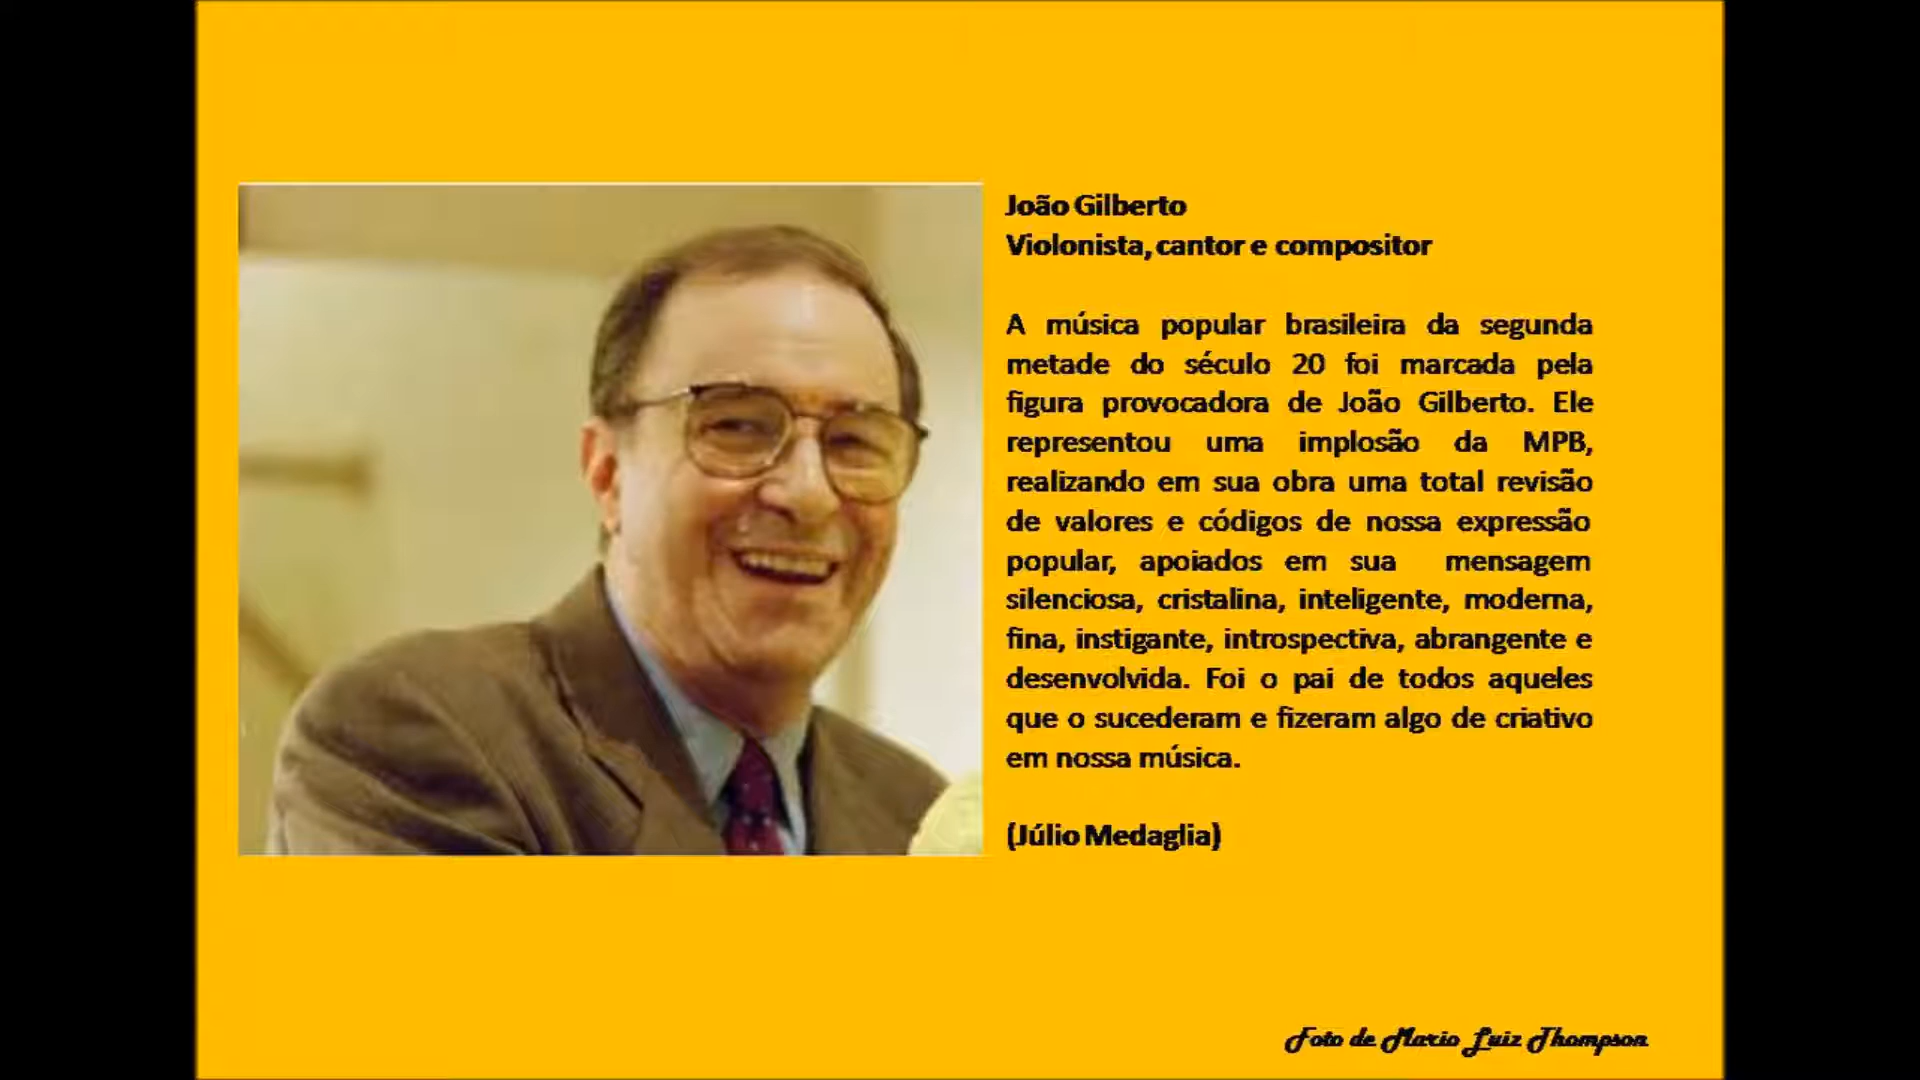 João Gilberto
Violonista, cantor e compositor
A música popular brasileira da segunda
metade do século 20 foi marcada pela
figura provocadora de João Gilberto. Ele
representou uma implosão da MPB,
realizando em sua obra uma total revisão
de valores e códigos de nossa expressão
popular, apoiados em sua mensagem
silenciosa, cristalina, inteligente, moderna,
fina, instigante, introspectiva, abrangente e
desenvolvida. Foi o pai de todos aqueles
que o sucederam e fizeram algo de criativo
em nossa música.
(Júlio Medaglia)
Foto de Mario Luiz Thompson